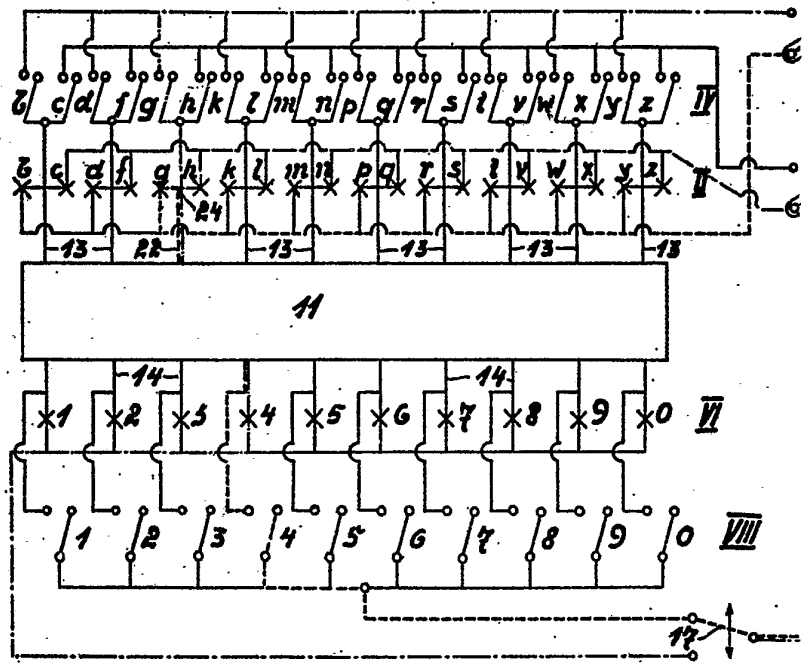 b c d f g h k l m n p q r s t v w x y z IV
b c d f g h k l m n p q r s t v w x y z II
24
13 22 13 13 13 13
11
14 14
1 2 3 4 5 6 7 8 9 0 VI
1 2 3 4 5 6 7 8 9 0 VIII
17